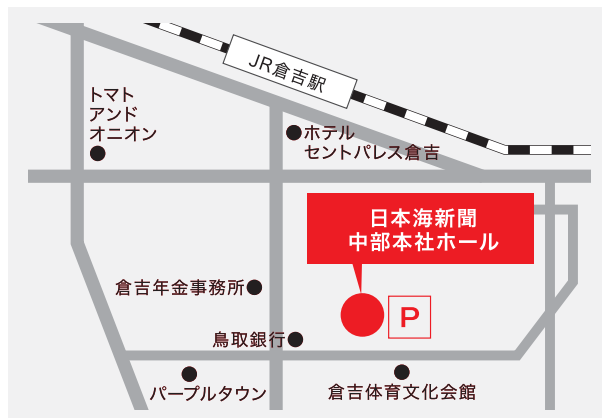 JR倉吉駅
トマト
アンド
オニオン
ホテル
セントパレス倉吉
日本海新聞
中部本社ホール
倉吉年金事務所
P
鳥取銀行
パープルタウン
倉吉体育文化会館